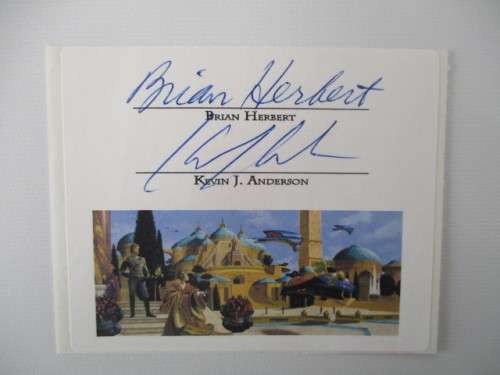 Brian Herbert
BRIAN HERBERT
KEVIN J. ANDERSON